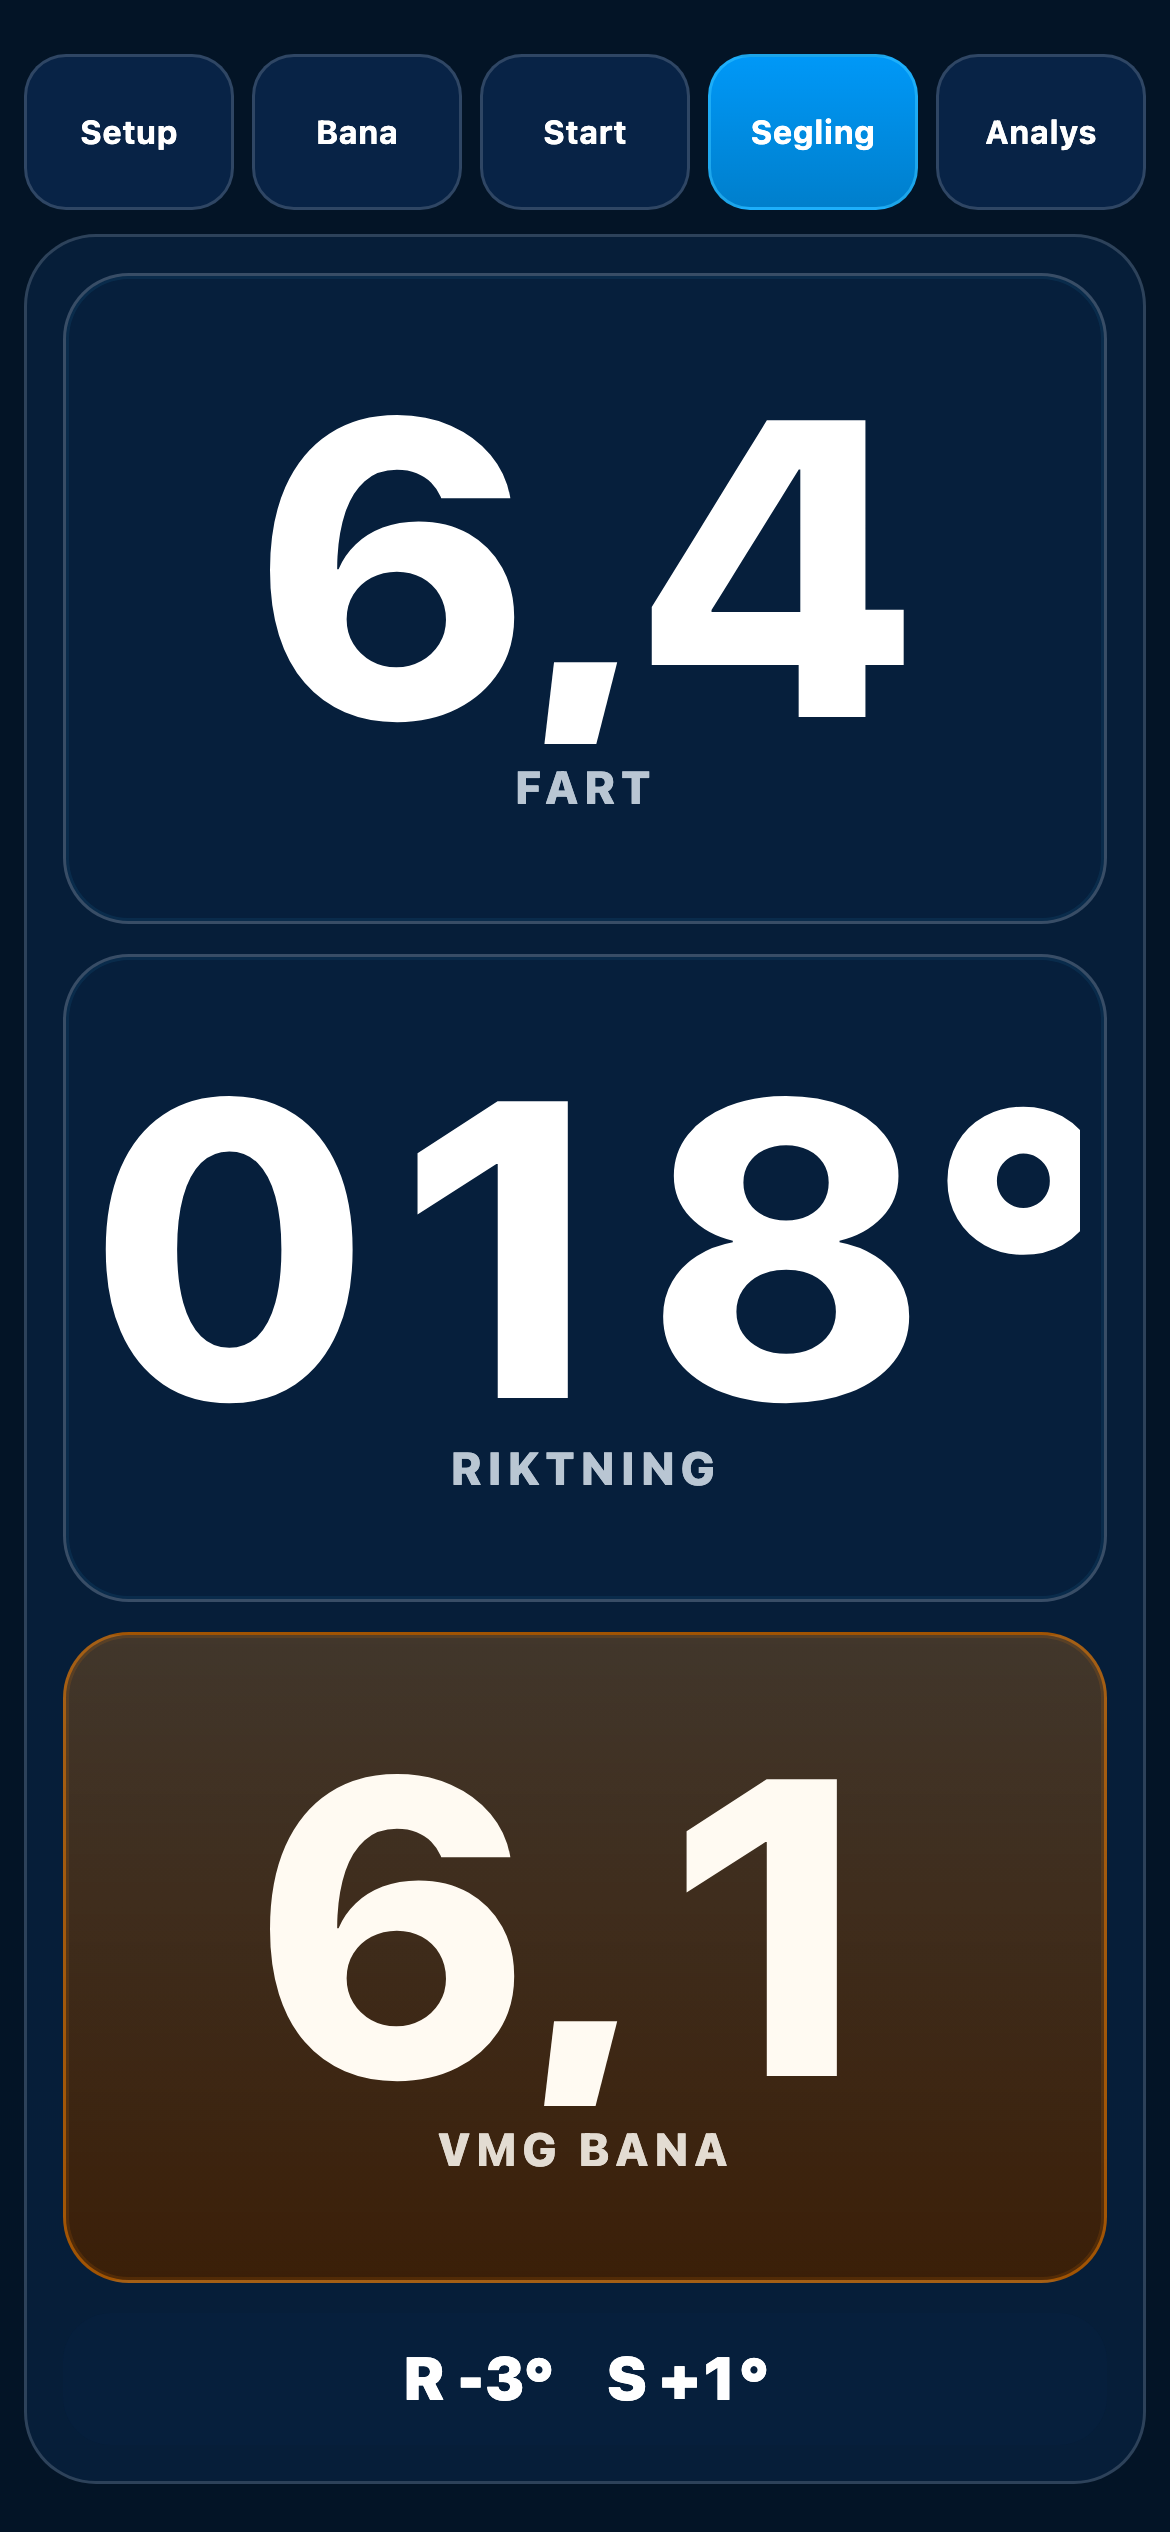 Setup Bana Start Segling Analys
6,4
FART
018°
RIKTNING
6,1
VMG BANA
R -3° S +1°